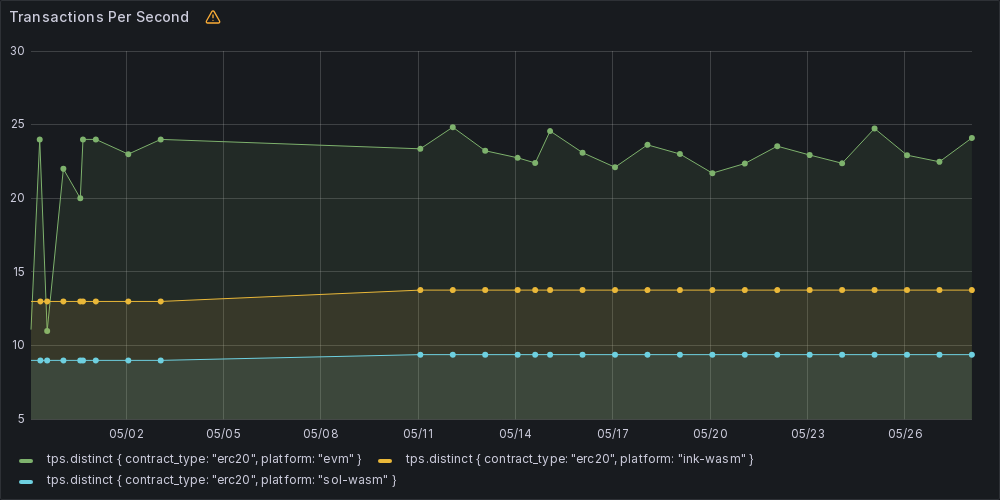 Transactions Per Second
30
25
20
15
10
5
05/02 05/05 05/08 05/11 05/14 05/17 05/20 05/23 05/26
tps.distinct { contract_type: "erc20", platform: "evm" } tps.distinct { contract_type: "erc20", platform: "ink-wasm" }
tps.distinct { contract_type: "erc20", platform: "sol-wasm" }